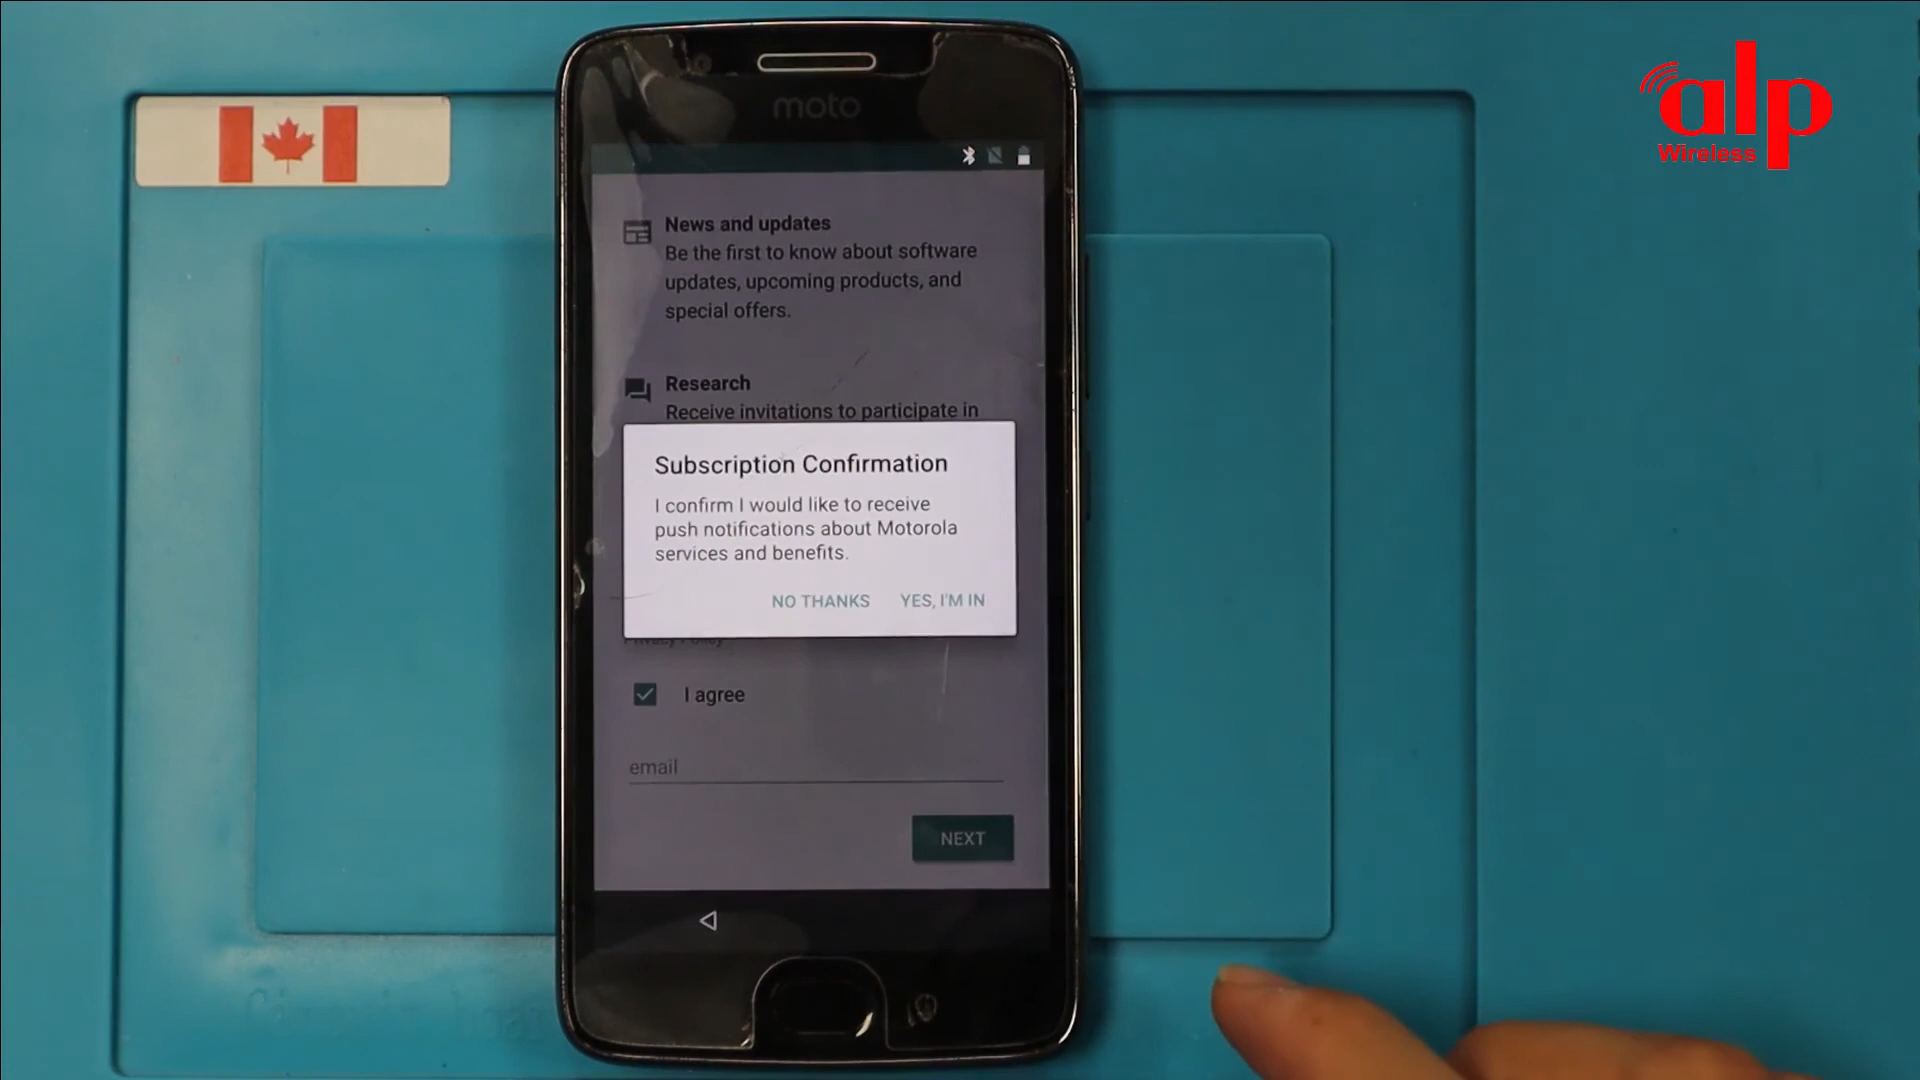 alp
Wireless
moto
News and updates
Be the first to know about software
updates, upcoming products, and
special offers.
Research
Receive invitations to participate in
Subscription Confirmation
I confirm I would like to receive
push notifications about Motorola
services and benefits.
NO THANKS YES, I'M IN
Privacy Policy
I agree
email
NEXT